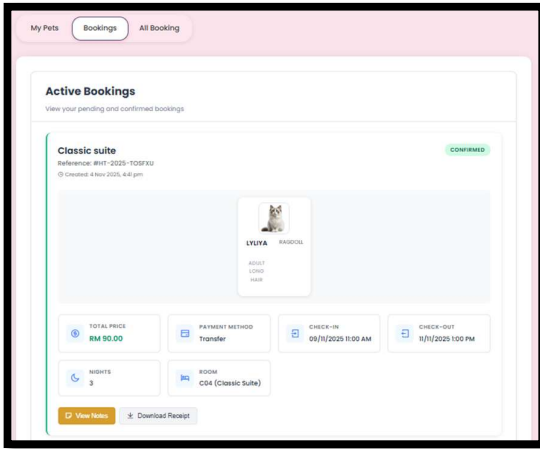 My Pets
Bookings
All Booking
Active Bookings
View your pending and confirmed bookings
Classic suite
CONFIRMED
Reference: #HT-2025-TOSFXU
Created: 4 Nov 2025, 4:41 pm
LYLIYA RAGDOLL
ADULT
LONG
HAIR
TOTAL PRICE
RM 90.00
PAYMENT METHOD
Transfer
CHECK-IN
09/11/2025 11:00 AM
CHECK-OUT
11/11/2025 1:00 PM
NIGHTS
3
ROOM
C04 (Classic Suite)
View Notes
Download Receipt